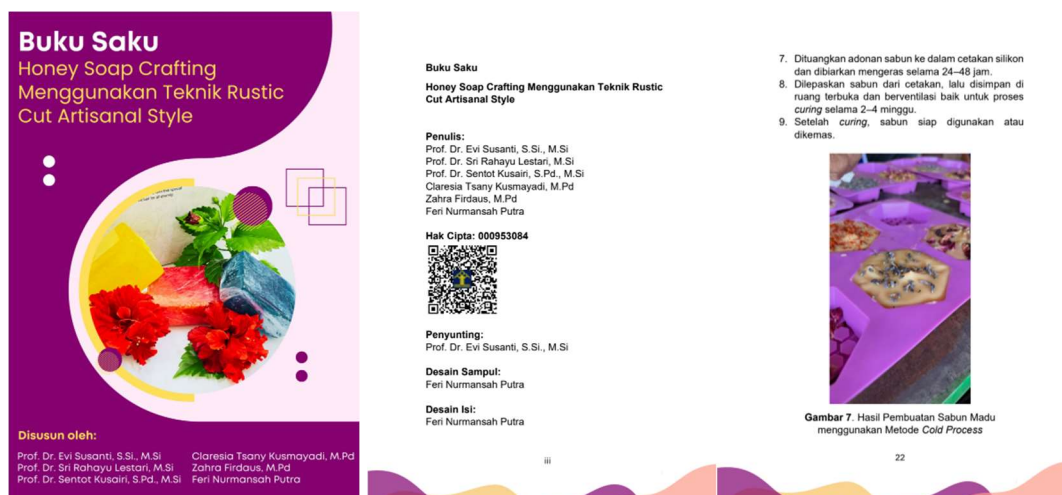 Buku Saku
Honey Soap Crafting
Menggunakan Teknik Rustic
Cut Artisanal Style
Disusun oleh:
Prof. Dr. Evi Susanti, S.Si., M.Si
Prof. Dr. Sri Rahayu Lestari, M.Si
Prof. Dr. Sentot Kusairi, S.Pd., M.Si
Claresia Tsany Kusmayadi, M.Pd
Zahra Firdaus, M.Pd
Feri Nurmansah Putra
Buku Saku
Honey Soap Crafting Menggunakan Teknik Rustic
Cut Artisanal Style
Penulis:
Prof. Dr. Evi Susanti, S.Si., M.Si
Prof. Dr. Sri Rahayu Lestari, M.Si
Prof. Dr. Sentot Kusairi, S.Pd., M.Si
Claresia Tsany Kusmayadi, M.Pd
Zahra Firdaus, M.Pd
Feri Nurmansah Putra
Hak Cipta: 000953084
Penyunting:
Prof. Dr. Evi Susanti, S.Si., M.Si
Desain Sampul:
Feri Nurmansah Putra
Desain Isi:
Feri Nurmansah Putra
iii
7. Dituangkan adonan sabun ke dalam cetakan silikon
dan dibiarkan mengeras selama 24–48 jam.
8. Dilepaskan sabun dari cetakan, lalu disimpan di
ruang terbuka dan berventilasi baik untuk proses
curing selama 2–4 minggu.
9. Setelah curing, sabun siap digunakan atau
dikemas.
Gambar 7. Hasil Pembuatan Sabun Madu
menggunakan Metode Cold Process
22